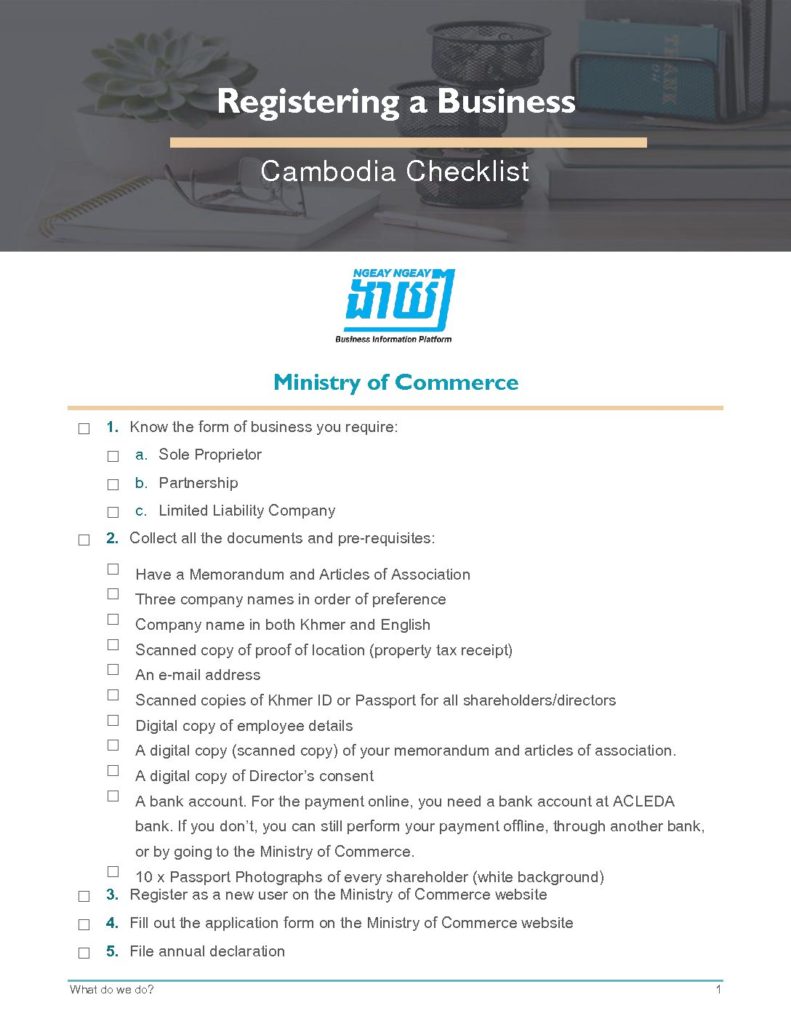 Registering a Business
Cambodia Checklist
THANK
YOU
NGEAY NGEAY
ងាយៗ
Business Information Platform
Ministry of Commerce
☐ 1. Know the form of business you require:
☐ a. Sole Proprietor
☐ b. Partnership
☐ c. Limited Liability Company
☐ 2. Collect all the documents and pre-requisites:
☐ Have a Memorandum and Articles of Association
☐ Three company names in order of preference
☐ Company name in both Khmer and English
☐ Scanned copy of proof of location (property tax receipt)
☐ An e-mail address
☐ Scanned copies of Khmer ID or Passport for all shareholders/directors
☐ Digital copy of employee details
☐ A digital copy (scanned copy) of your memorandum and articles of association.
☐ A digital copy of Director’s consent
☐ A bank account. For the payment online, you need a bank account at ACLEDA
bank. If you don’t, you can still perform your payment offline, through another bank,
or by going to the Ministry of Commerce.
☐ 10 x Passport Photographs of every shareholder (white background)
☐ 3. Register as a new user on the Ministry of Commerce website
☐ 4. Fill out the application form on the Ministry of Commerce website
☐ 5. File annual declaration
What do we do? 1